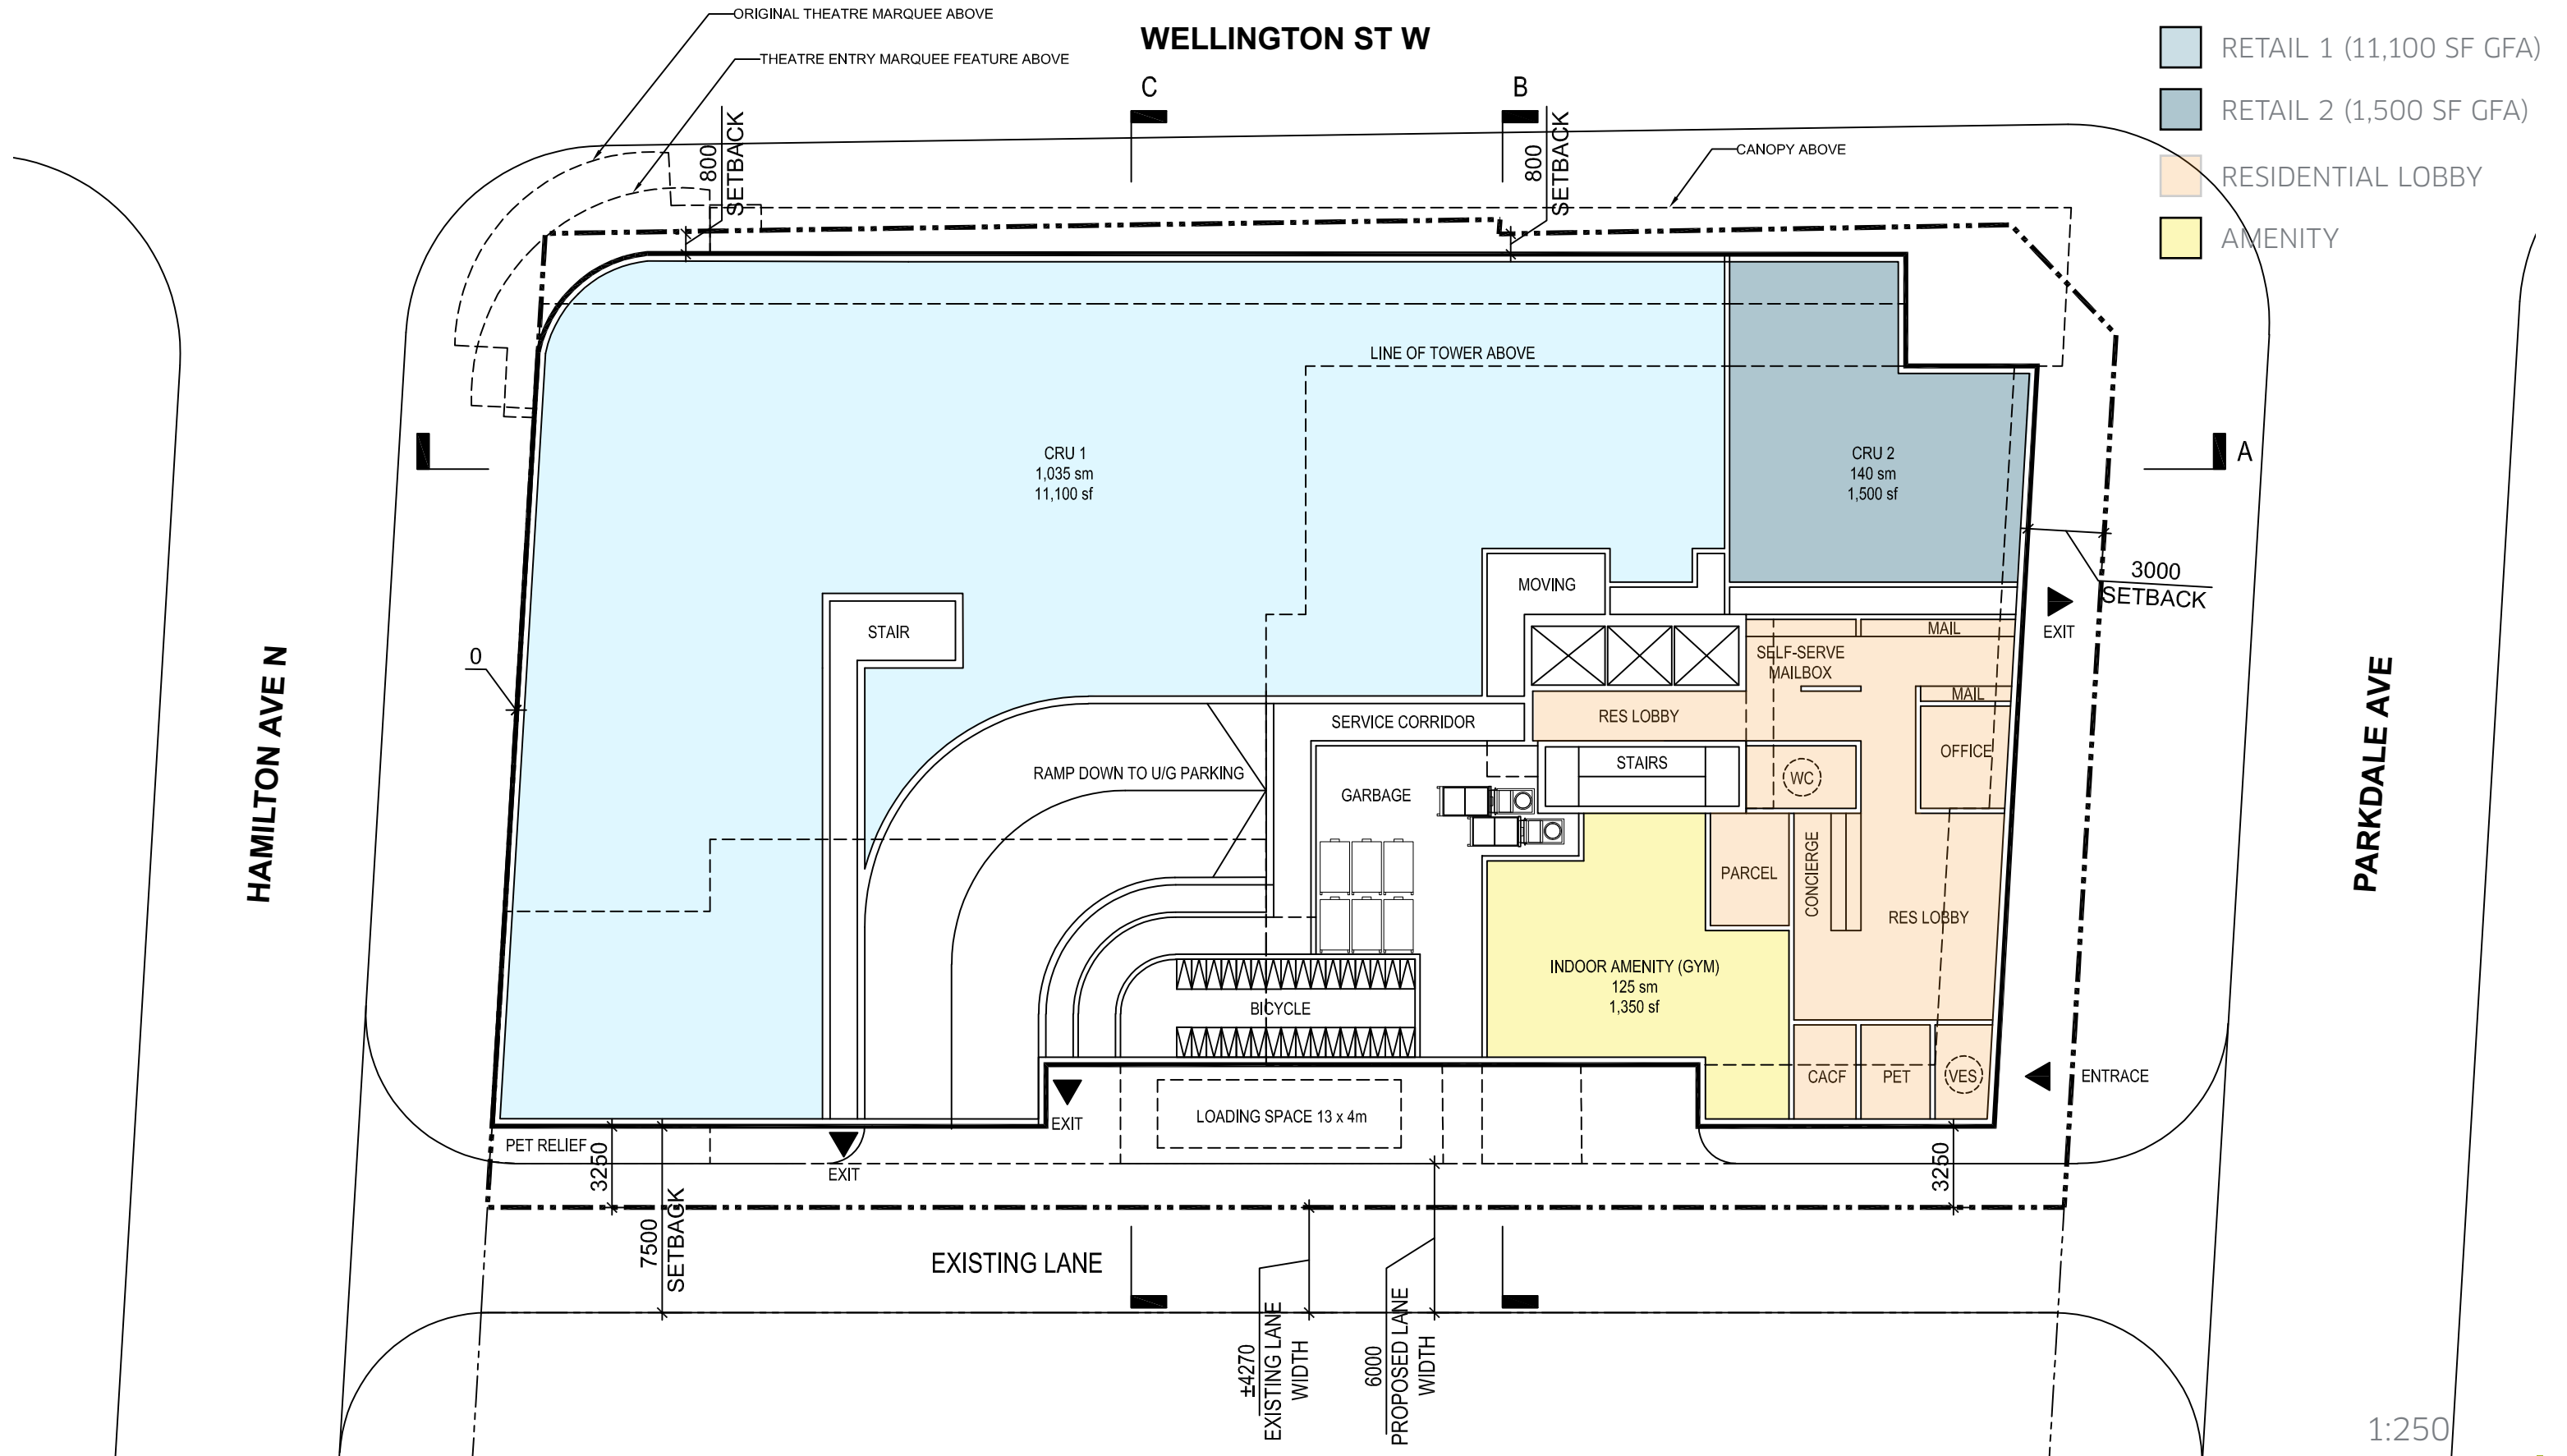 ORIGINAL THEATRE MARQUEE ABOVE
WELLINGTON ST W
THEATRE ENTRY MARQUEE FEATURE ABOVE
RETAIL 1 (11,100 SF GFA)
RETAIL 2 (1,500 SF GFA)
RESIDENTIAL LOBBY
AMENITY
C
B
800
SETBACK
800
SETBACK
CANOPY ABOVE
LINE OF TOWER ABOVE
CRU 1
1,035 sm
11,100 sf
CRU 2
140 sm
1,500 sf
A
3000
SETBACK
EXIT
MOVING
STAIR
MAIL
SELF-SERVE
MAILBOX
MAIL
0
HAMILTON AVE N
PARKDALE AVE
SERVICE CORRIDOR
RES LOBBY
OFFICE
STAIRS
WC
RAMP DOWN TO U/G PARKING
GARBAGE
PARCEL
CONCIERGE
RES LOBBY
INDOOR AMENITY (GYM)
125 sm
1,350 sf
BICYCLE
CACF
PET
VES
ENTRACE
LOADING SPACE 13 x 4m
EXIT
EXIT
PET RELIEF
3250
3250
7500
SETBACK
EXISTING LANE
±4270
EXISTING LANE
WIDTH
6000
PROPOSED LANE
WIDTH
1:250